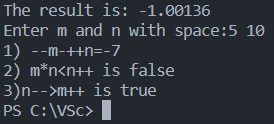 The result is: -1.00136
Enter m and n with space:5 10
1) --m-++n=-7
2) m*n<n++ is false
3)n-->m++ is true
PS C:\VSc>